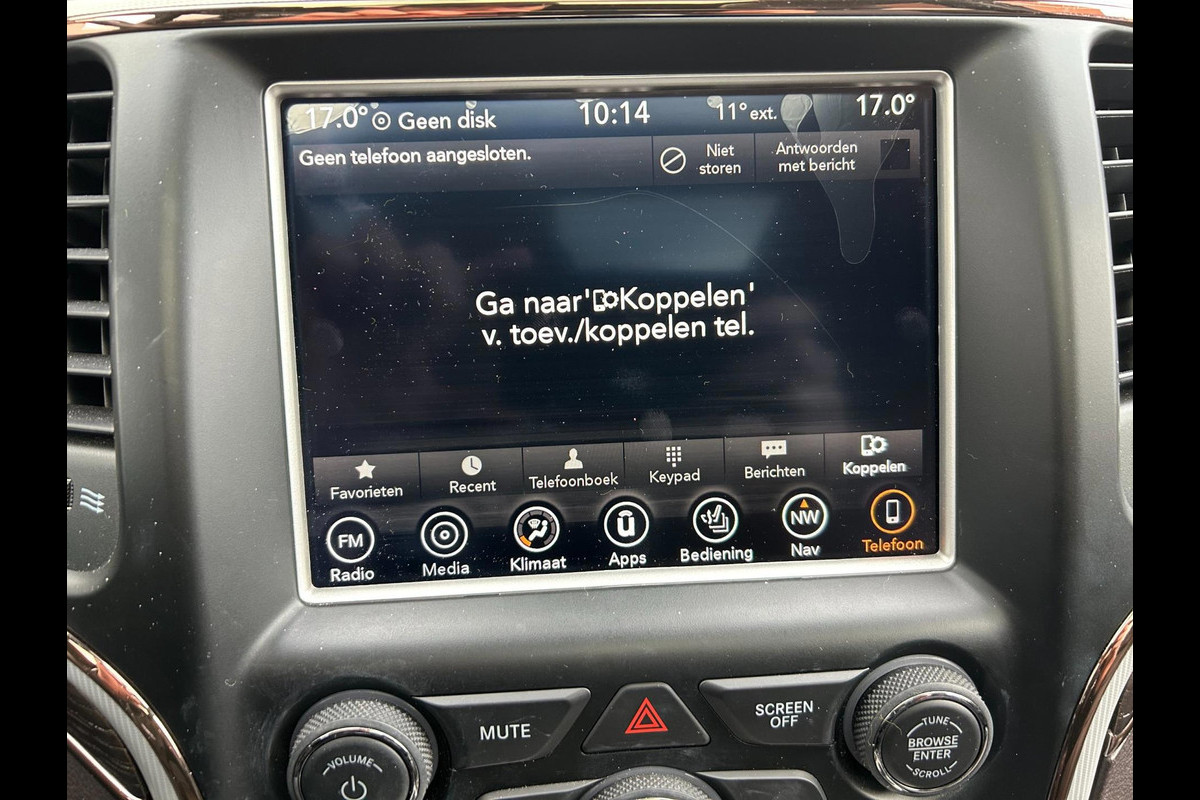 17.0° Geen disk 10:14 11° ext. 17.0°
Geen telefoon aangesloten.
Niet
storen
Antwoorden
met bericht
Ga naar 'Koppelen'
v. toev./koppelen tel.
Favorieten Recent Telefoonboek Keypad Berichten Koppelen
FM NW
Radio Media Klimaat Apps Bediening Nav Telefoon
MUTE
SCREEN
OFF
VOLUME
TUNE
BROWSE
ENTER
SCROLL